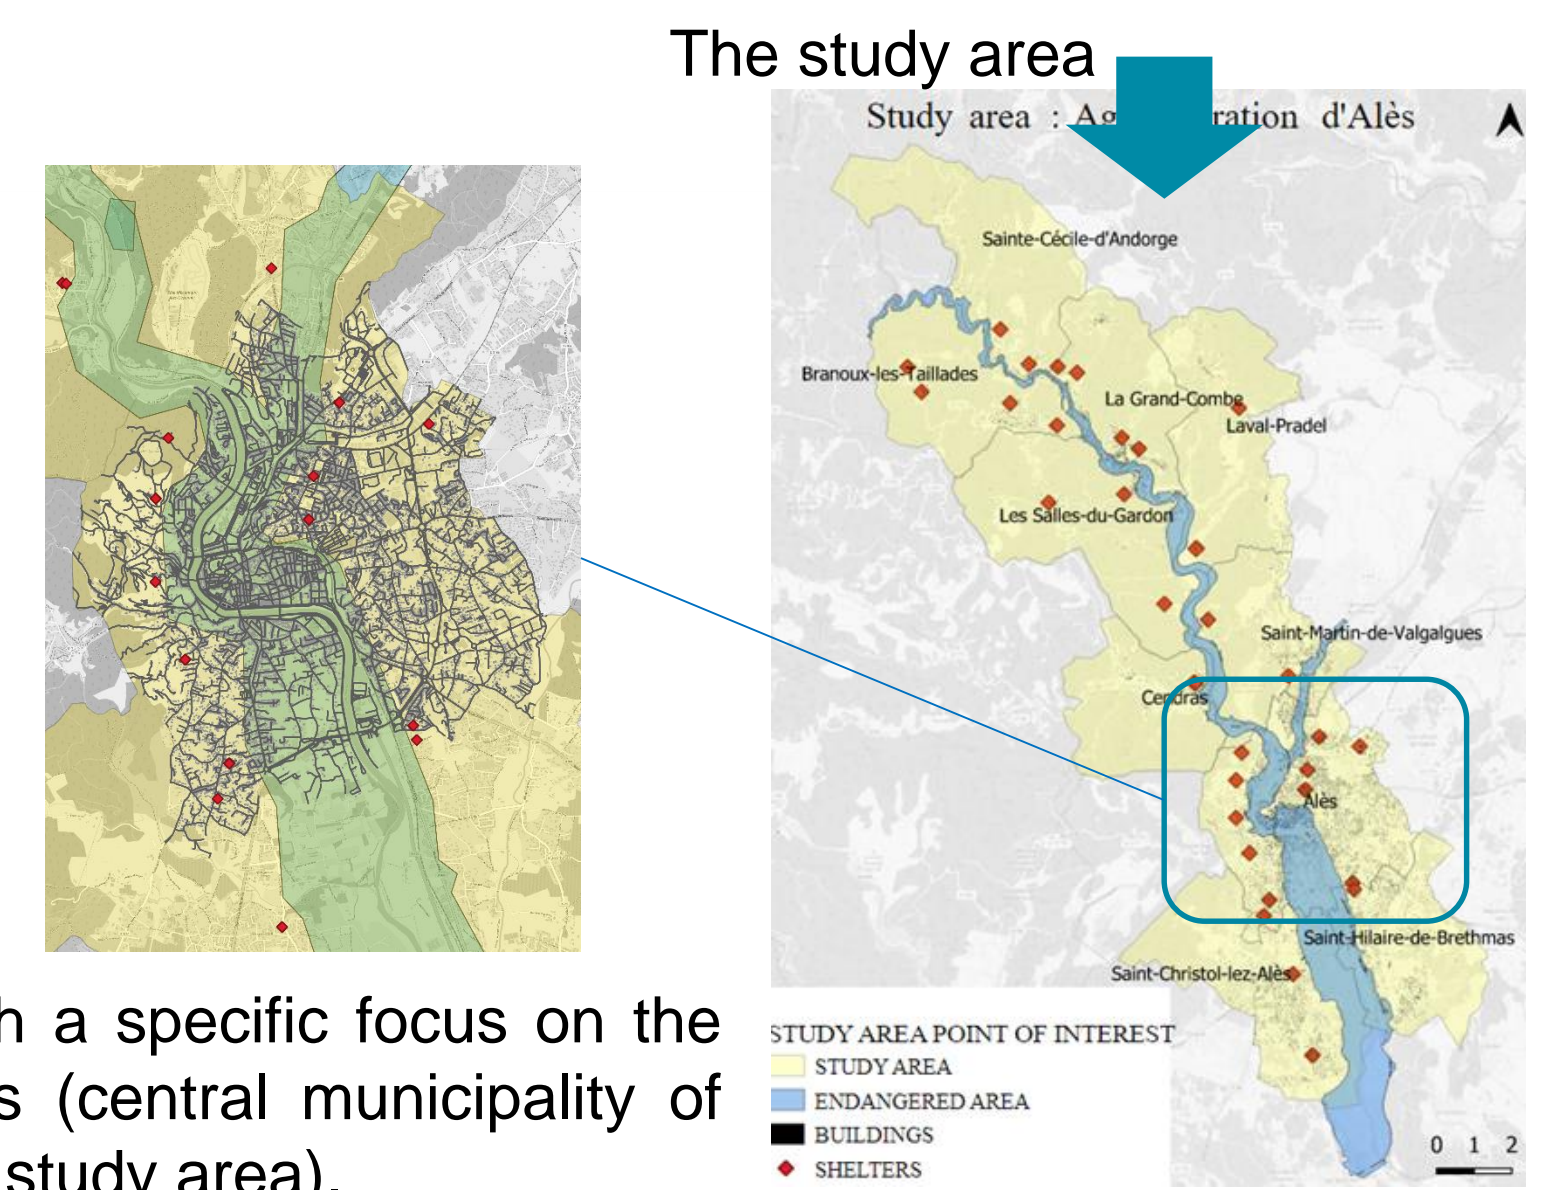 The study area
Study area : Ag ration d'Alès
Sainte-Cécile-d'Andorge
Branoux-les-Taillades
La Grand-Combe
Laval-Pradel
Les Salles-du-Gardon
Saint-Martin-de-Valgalgues
Cendras
Alès
Saint-Hilaire-de-Brethmas
Saint-Christol-lez-Alès
STUDY AREA POINT OF INTEREST
STUDY AREA
ENDANGERED AREA
BUILDINGS
SHELTERS
0 1 2
h a specific focus on the
s (central municipality of
study area).